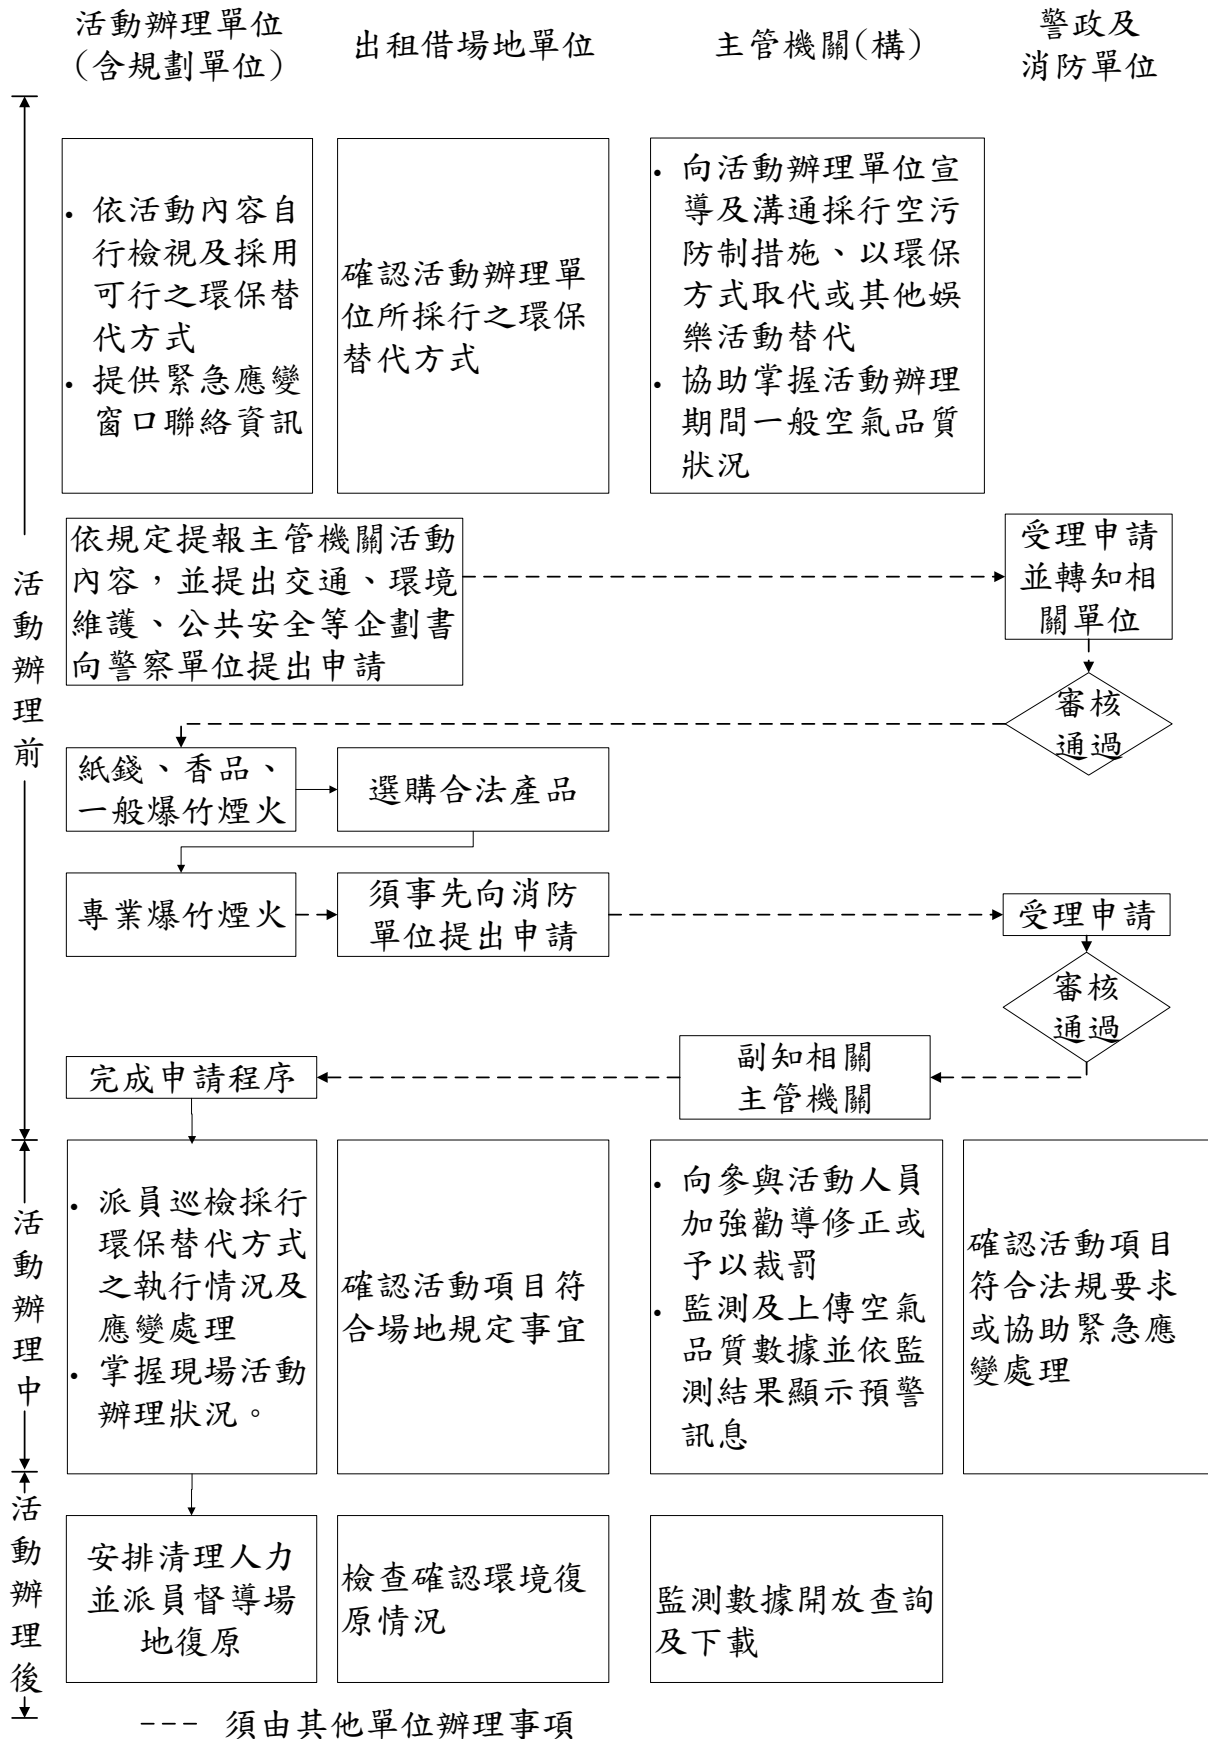 活動辦理單位
(含規劃單位)
出租借場地單位
主管機關(構)
警政及
消防單位
活動辦理前
• 依活動內容自
行檢視及採用
可行之環保替
代方式
• 提供緊急應變
窗口聯絡資訊
確認活動辦理單
位所採行之環保
替代方式
• 向活動辦理單位宣
導及溝通採行空污
防制措施、以環保
方式取代或其他娛
樂活動替代
• 協助掌握活動辦理
期間一般空氣品質
狀況
依規定提報主管機關活動
內容，並提出交通、環境
維護、公共安全等企劃書
向警察單位提出申請
受理申請
並轉知相
關單位
審核
通過
紙錢、香品、
一般爆竹煙火
選購合法產品
專業爆竹煙火
須事先向消防
單位提出申請
受理申請
審核
通過
副知相關
主管機關
完成申請程序
活動辦理中
• 派員巡檢採行
環保替代方式
之執行情況及
應變處理
• 掌握現場活動
辦理狀況。
確認活動項目符
合場地規定事宜
• 向參與活動人員
加強勸導修正或
予以裁罰
• 監測及上傳空氣
品質數據並依監
測結果顯示預警
訊息
確認活動項目
符合法規要求
或協助緊急應
變處理
活動辦理後
安排清理人力
並派員督導場
地復原
檢查確認環境復
原情況
監測數據開放查詢
及下載
--- 須由其他單位辦理事項